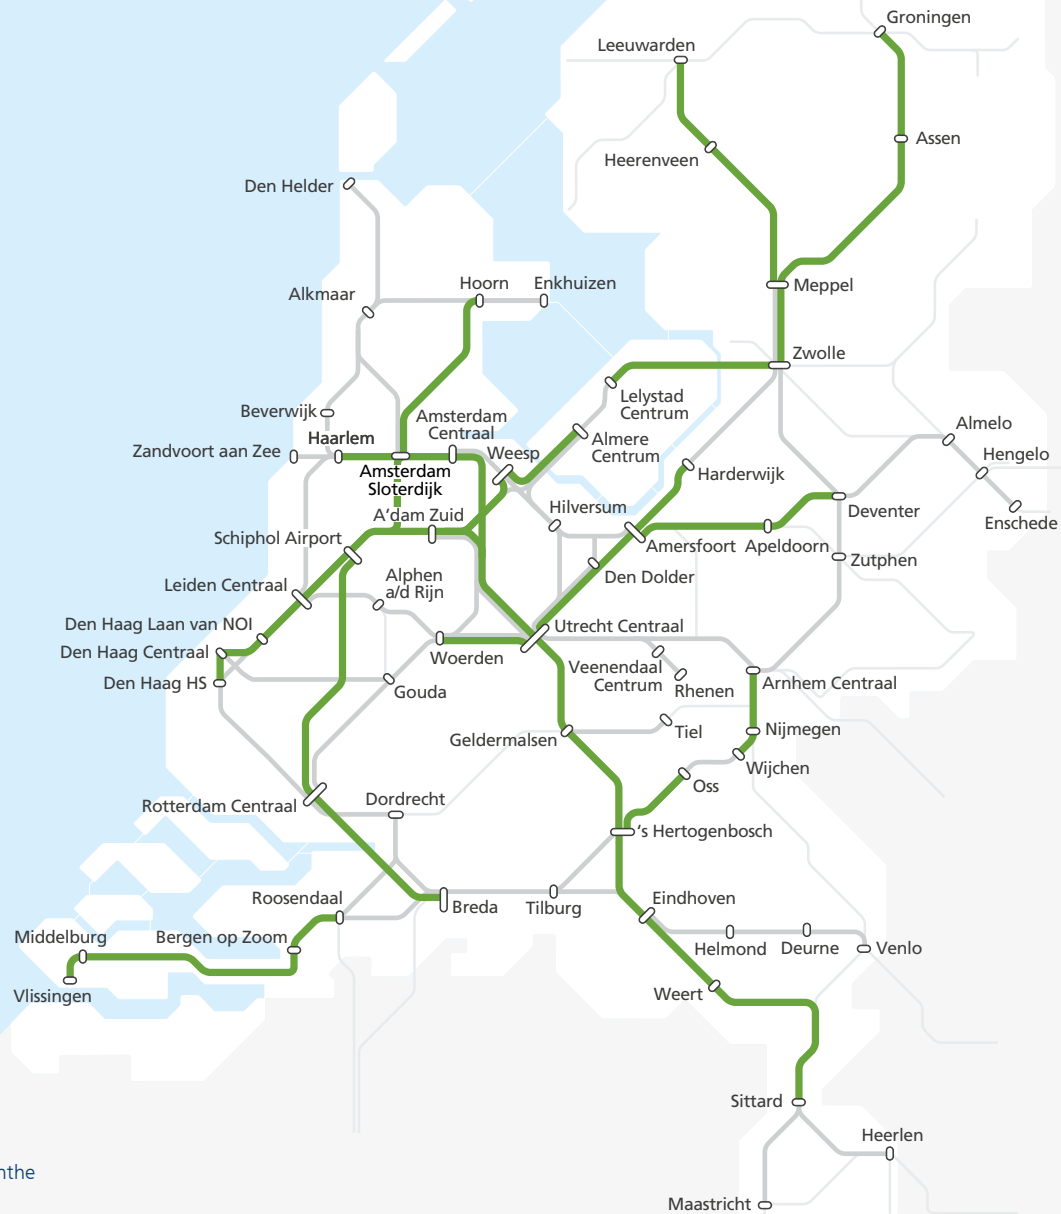 Groningen
Leeuwarden
Assen
Heerenveen
Den Helder
Meppel
Hoorn
Enkhuizen
Alkmaar
Zwolle
Lelystad
Centrum
Beverwijk
Amsterdam
Centraal
Almere
Centrum
Almelo
Haarlem
Zandvoort aan Zee
Weesp
Hengelo
Amsterdam
Sloterdijk
Harderwijk
Hilversum
A'dam Zuid
Deventer
Enschede
Schiphol Airport
Amersfoort
Apeldoorn
Zutphen
Den Dolder
Alphen
a/d Rijn
Leiden Centraal
Den Haag Laan van NOI
Utrecht Centraal
Den Haag Centraal
Woerden
Veenendaal
Centrum
Den Haag HS
Gouda
Rhenen
Arnhem Centraal
Geldermalsen
Tiel
Nijmegen
Wijchen
Oss
Rotterdam Centraal
Dordrecht
's Hertogenbosch
Roosendaal
Breda
Tilburg
Eindhoven
Middelburg
Bergen op Zoom
Helmond
Deurne
Venlo
Vlissingen
Weert
Sittard
Heerlen
nthe
Maastricht